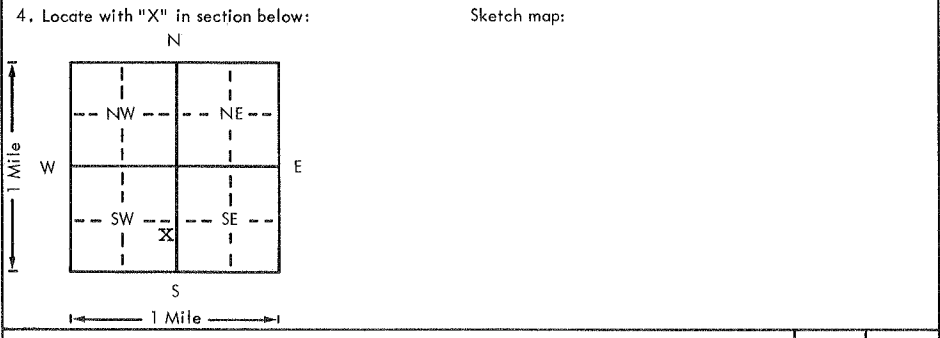 4. Locate with "X" in section below:
Sketch map:
N
NW
NE
1 Mile
W
E
SW
SE
X
S
1 Mile